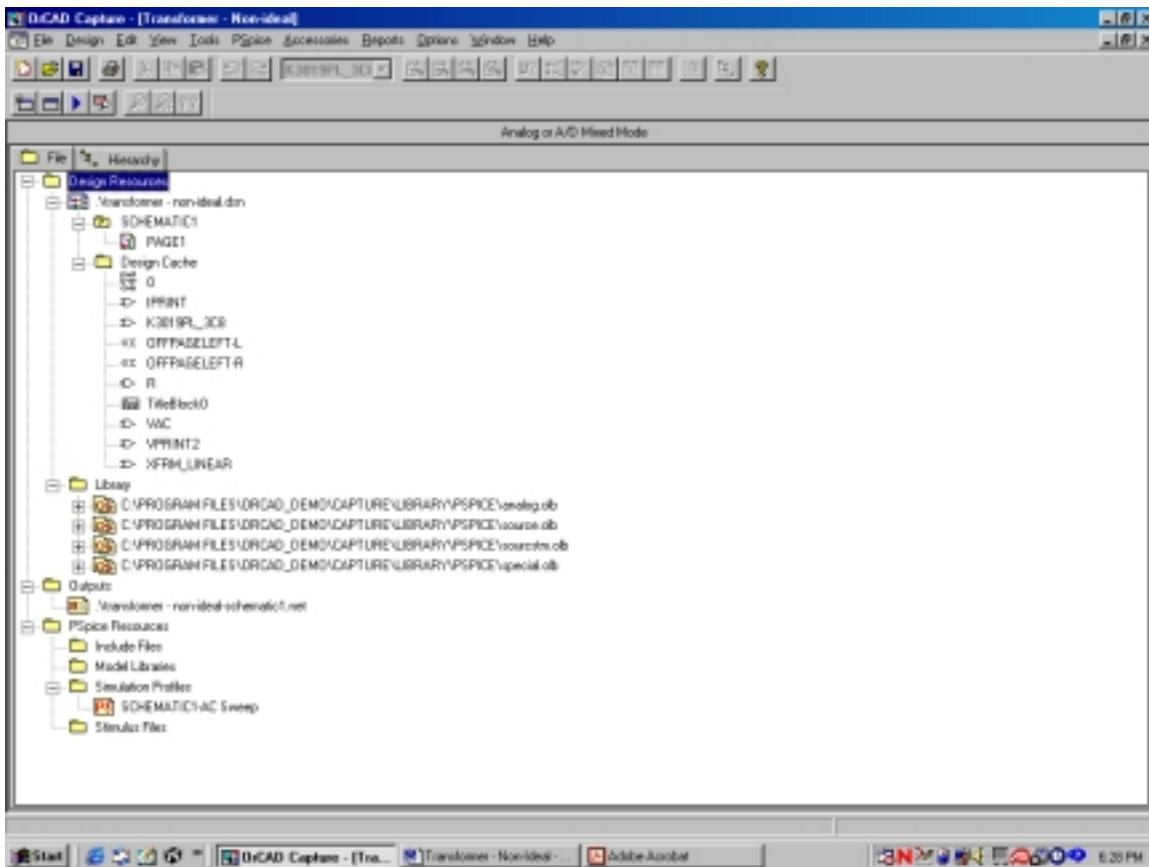 OrCAD Capture - [Transformer - Non-ideal]
File Design Edit View Tools PSpice Accessories Reports Options Window Help
K3019PL_3C8
Analog or A/D Mixed Mode
File Hierarchy
Design Resources
.\transformer - non-ideal.dsn
SCHEMATIC1
PAGE1
Design Cache
0
IPRINT
K3019PL_3C8
OFFPAGELEFT-L
OFFPAGELEFT-R
R
TitleBlock0
VAC
VPRINT2
XFRM_LINEAR
Library
C:\PROGRAM FILES\ORCAD_DEMO\CAPTURE\LIBRARY\PSPICE\analog.olb
C:\PROGRAM FILES\ORCAD_DEMO\CAPTURE\LIBRARY\PSPICE\source.olb
C:\PROGRAM FILES\ORCAD_DEMO\CAPTURE\LIBRARY\PSPICE\sourcstm.olb
C:\PROGRAM FILES\ORCAD_DEMO\CAPTURE\LIBRARY\PSPICE\special.olb
Outputs
.\transformer - non-ideal-schematic1.net
PSpice Resources
Include Files
Model Libraries
Simulation Profiles
SCHEMATIC1-AC Sweep
Stimulus Files
Start OrCAD Capture - [Tra... Transformer - Non-Ideal - ... Adobe Acrobat 6:28 PM